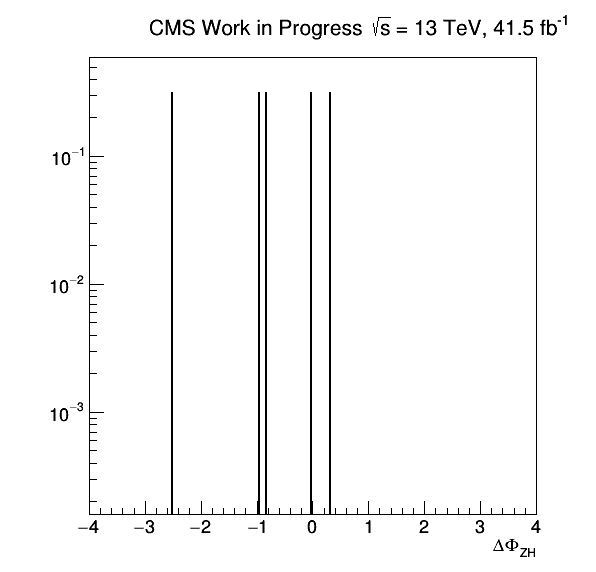 CMS Work in Progress √s = 13 TeV, 41.5 fb⁻¹
10⁻¹
10⁻²
10⁻³
−4 −3 −2 −1 0 1 2 3 4
ΔΦ_ZH